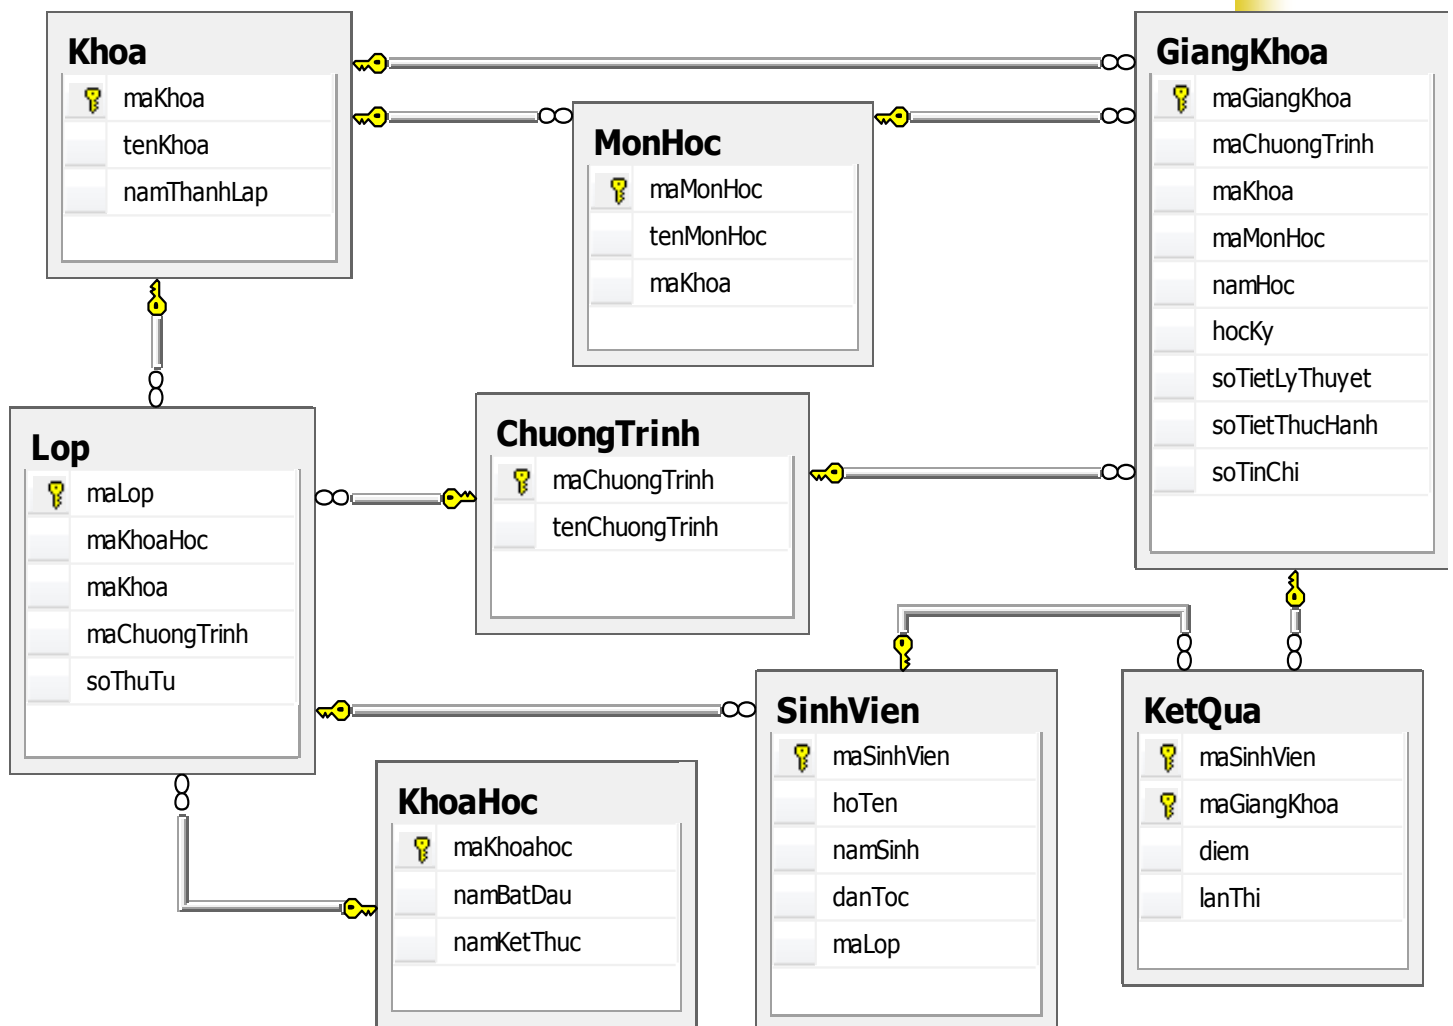 Khoa
maKhoa
tenKhoa
namThanhLap
MonHoc
maMonHoc
tenMonHoc
maKhoa
GiangKhoa
maGiangKhoa
maChuongTrinh
maKhoa
maMonHoc
namHoc
hocKy
soTietLyThuyet
soTietThucHanh
soTinChi
Lop
maLop
maKhoaHoc
maKhoa
maChuongTrinh
soThuTu
ChuongTrinh
maChuongTrinh
tenChuongTrinh
KhoaHoc
maKhoahoc
namBatDau
namKetThuc
SinhVien
maSinhVien
hoTen
namSinh
danToc
maLop
KetQua
maSinhVien
maGiangKhoa
diem
lanThi